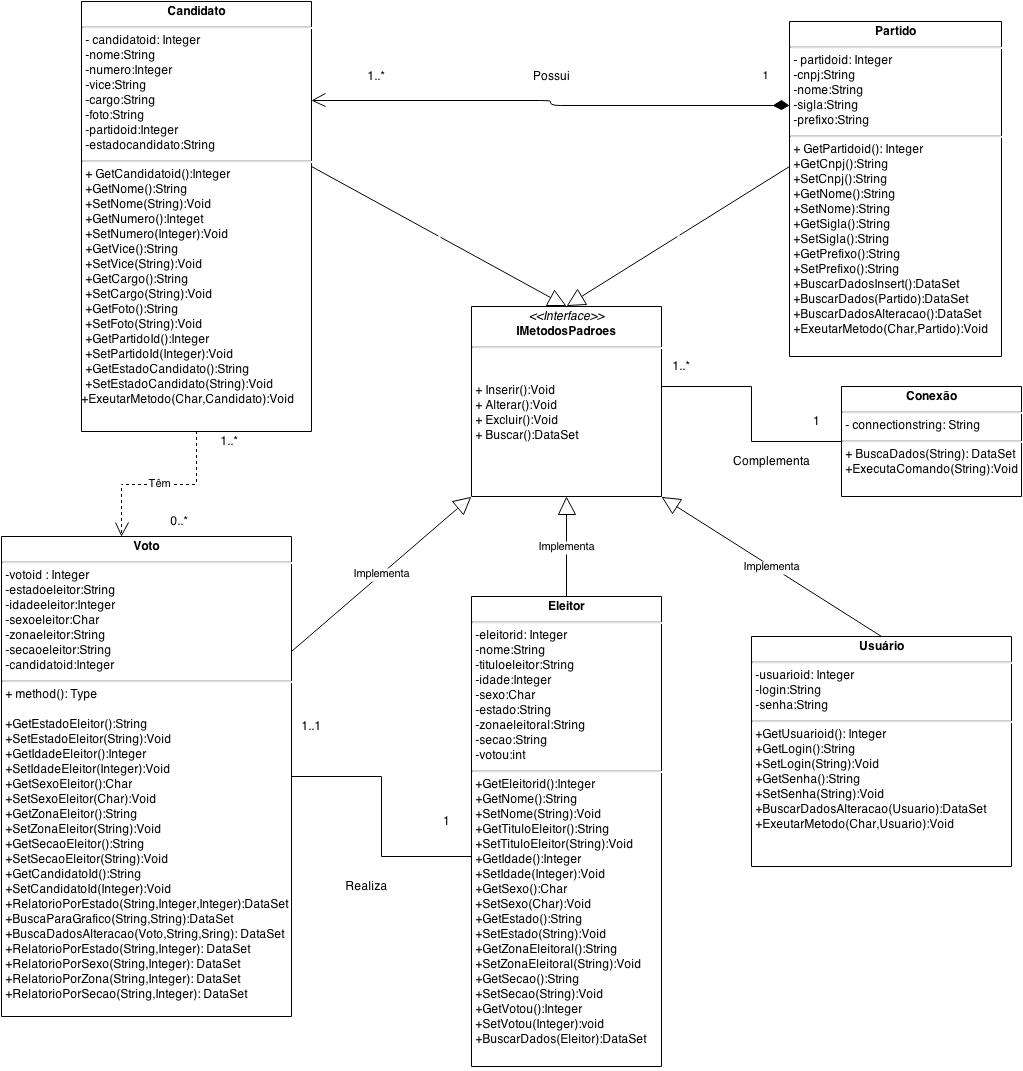 Candidato
- candidatoid: Integer
-nome:String
-numero:Integer
-vice:String
-cargo:String
-foto:String
-partidoid:Integer
-estadocandidato:String
+ GetCandidatoid():Integer
+GetNome():String
+SetNome(String):Void
+GetNumero():Integet
+SetNumero(Integer):Void
+GetVice():String
+SetVice(String):Void
+GetCargo():String
+SetCargo(String):Void
+GetFoto():String
+SetFoto(String):Void
+GetPartidoId():Integer
+SetPartidoId(Integer):Void
+GetEstadoCandidato():String
+SetEstadoCandidato(String):Void
+ExeutarMetodo(Char,Candidato):Void
1..*
Possui
1
Partido
- partidoid: Integer
-cnpj:String
-nome:String
-sigla:String
-prefixo:String
+ GetPartidoid(): Integer
+GetCnpj():String
+SetCnpj():String
+GetNome():String
+SetNome):String
+GetSigla():String
+SetSigla():String
+GetPrefixo():String
+SetPrefixo():String
+BuscarDadosInsert():DataSet
+BuscarDados(Partido):DataSet
+BuscarDadosAlteracao():DataSet
+ExeutarMetodo(Char,Partido):Void
<<Interface>>
IMetodosPadroes
+ Inserir():Void
+ Alterar():Void
+ Excluir():Void
+ Buscar():DataSet
1..*
1
Complementa
Conexão
- connectionstring: String
+ BuscaDados(String): DataSet
+ExecutaComando(String):Void
1..*
Têm
0..*
Implementa
Implementa
Implementa
Voto
-votoid : Integer
-estadoeleitor:String
-idadeeleitor:Integer
-sexoeleitor:Char
-zonaeleitor:String
-secaoeleitor:String
-candidatoid:Integer
+ method(): Type
+GetEstadoEleitor():String
+SetEstadoEleitor(String):Void
+GetIdadeEleitor():Integer
+SetIdadeEleitor(Integer):Void
+GetSexoEleitor():Char
+SetSexoEleitor(Char):Void
+GetZonaEleitor():String
+SetZonaEleitor(String):Void
+GetSecaoEleitor():String
+SetSecaoEleitor(String):Void
+GetCandidatoId():String
+SetCandidatoId(Integer):Void
+RelatorioPorEstado(String,Integer,Integer):DataSet
+BuscaParaGrafico(String,String):DataSet
+BuscaDadosAlteracao(Voto,String,Sring): DataSet
+RelatorioPorEstado(String,Integer): DataSet
+RelatorioPorSexo(String,Integer): DataSet
+RelatorioPorZona(String,Integer): DataSet
+RelatorioPorSecao(String,Integer): DataSet
1..1
1
Realiza
Eleitor
-eleitorid: Integer
-nome:String
-tituloeleitor:String
-idade:Integer
-sexo:Char
-estado:String
-zonaeleitoral:String
-secao:String
-votou:int
+GetEleitorid():Integer
+GetNome():String
+SetNome(String):Void
+GetTituloEleitor():String
+SetTituloEleitor(String):Void
+GetIdade():Integer
+SetIdade(Integer):Void
+GetSexo():Char
+SetSexo(Char):Void
+GetEstado():String
+SetEstado(String):Void
+GetZonaEleitoral():String
+SetZonaEleitoral(String):Void
+GetSecao():String
+SetSecao(String):Void
+GetVotou():Integer
+SetVotou(Integer):void
+BuscarDados(Eleitor):DataSet
Usuário
-usuarioid: Integer
-login:String
-senha:String
+GetUsuarioid(): Integer
+GetLogin():String
+SetLogin(String):Void
+GetSenha():String
+SetSenha(String):Void
+BuscarDadosAlteracao(Usuario):DataSet
+ExeutarMetodo(Char,Usuario):Void